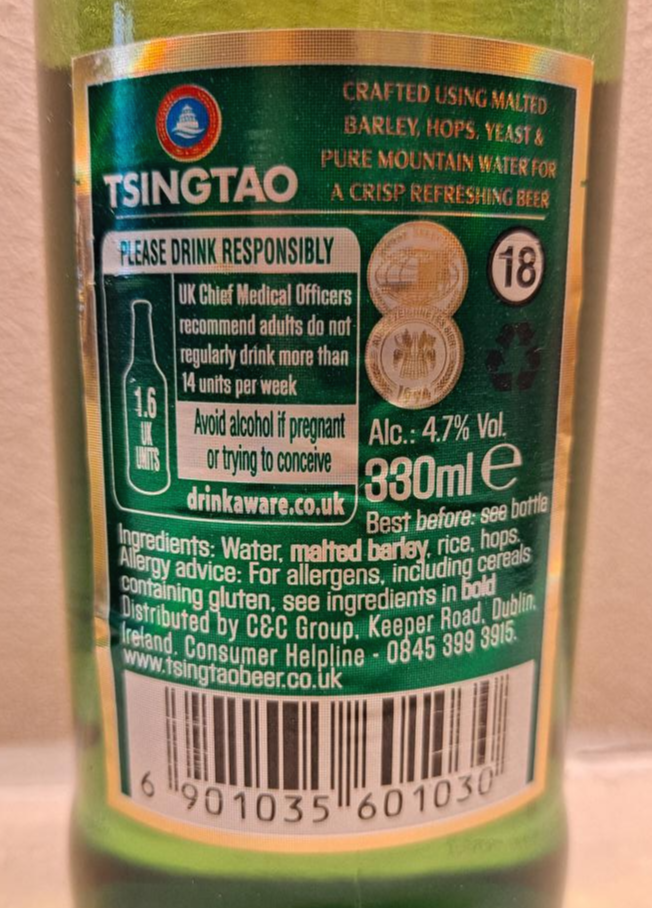 CRAFTED USING MALTED
BARLEY, HOPS, YEAST &
PURE MOUNTAIN WATER FOR
A CRISP REFRESHING BEER
TSINGTAO
PLEASE DRINK RESPONSIBLY
UK Chief Medical Officers
recommend adults do not
regularly drink more than
14 units per week
1.6
UK
UNITS
Avoid alcohol if pregnant
or trying to conceive
drinkaware.co.uk
18
Alc.: 4.7% Vol.
330ml e
Best before: see bottle
Ingredients: Water, malted barley, rice, hops.
Allergy advice: For allergens, including cereals
containing gluten, see ingredients in bold
Distributed by C&C Group, Keeper Road, Dublin,
Ireland. Consumer Helpline - 0845 399 3915.
www.tsingtaobeer.co.uk
6 901035 601030